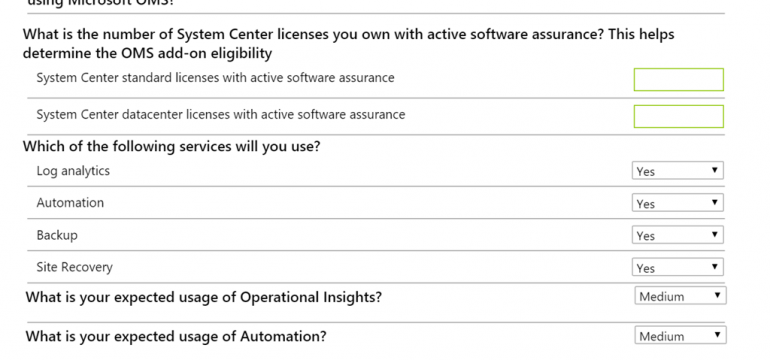 using Microsoft OMS?
What is the number of System Center licenses you own with active software assurance? This helps
determine the OMS add-on eligibility
System Center standard licenses with active software assurance
System Center datacenter licenses with active software assurance
Which of the following services will you use?
Log analytics Yes
Automation Yes
Backup Yes
Site Recovery Yes
What is your expected usage of Operational Insights? Medium
What is your expected usage of Automation? Medium